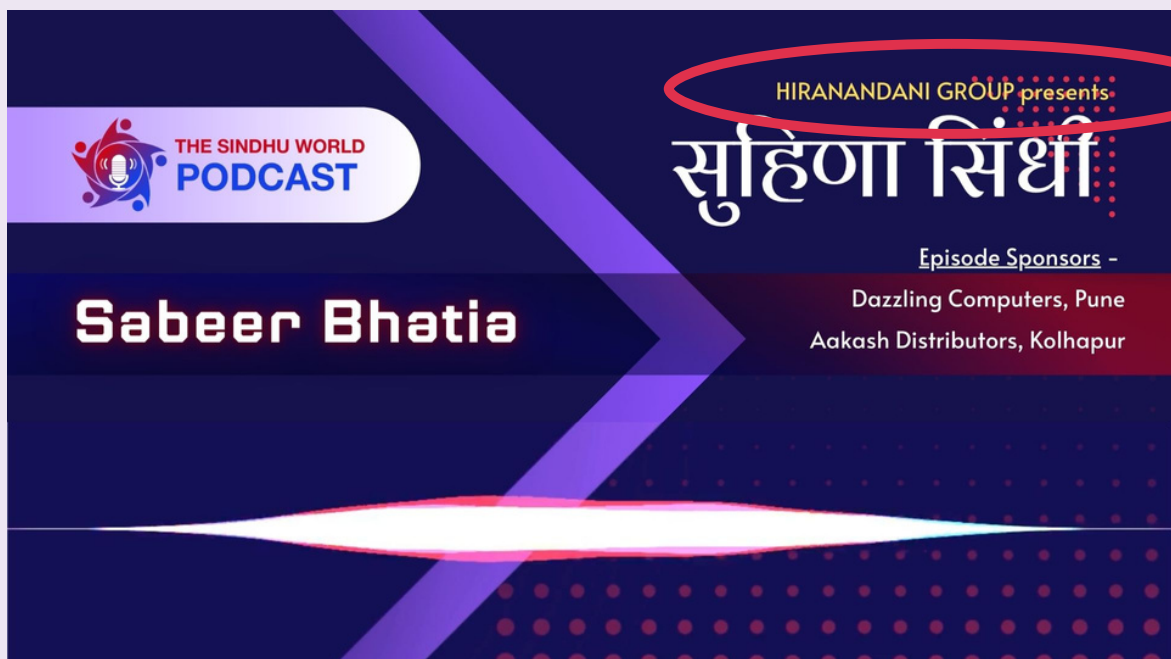 THE SINDHU WORLD
PODCAST
Sabeer Bhatia
HIRANANDANI GROUP presents
सुहिणा सिंधी
Episode Sponsors -
Dazzling Computers, Pune
Aakash Distributors, Kolhapur